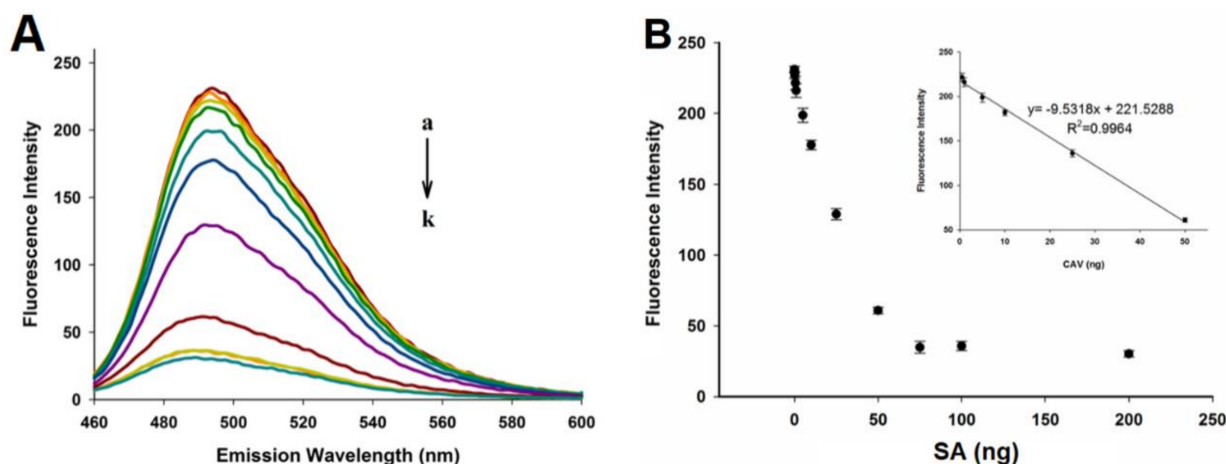 A
250
200
150
100
50
0
Fluorescence Intensity
a
k
460 480 500 520 540 560 580 600
Emission Wavelength (nm)
B
250
200
150
100
50
0
Fluorescence Intensity
0 50 100 150 200
SA (ng)
250
200
150
100
50
Fluorescence Intensity
y= -9.5318x + 221.5288
R²=0.9964
0 10 20 30 40 50
CAV (ng)